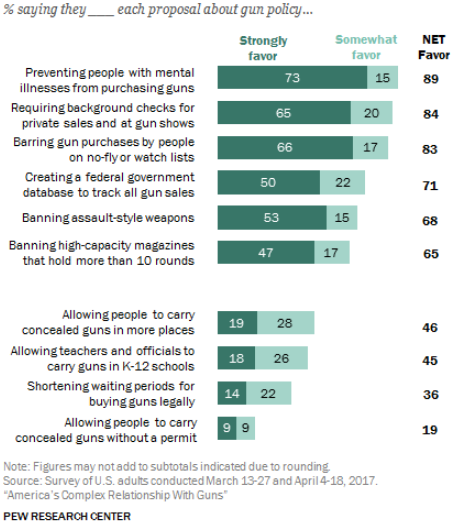 % saying they ____ each proposal about gun policy...
Strongly favor
Somewhat favor
NET Favor
Preventing people with mental
illnesses from purchasing guns
73 15 89
Requiring background checks for
private sales and at gun shows
65 20 84
Barring gun purchases by people
on no-fly or watch lists
66 17 83
Creating a federal government
database to track all gun sales
50 22 71
Banning assault-style weapons
53 15 68
Banning high-capacity magazines
that hold more than 10 rounds
47 17 65
Allowing people to carry
concealed guns in more places
19 28 46
Allowing teachers and officials to
carry guns in K-12 schools
18 26 45
Shortening waiting periods for
buying guns legally
14 22 36
Allowing people to carry
concealed guns without a permit
9 9 19
Note: Figures may not add to subtotals indicated due to rounding.
Source: Survey of U.S. adults conducted March 13-27 and April 4-18, 2017.
“America’s Complex Relationship With Guns”
PEW RESEARCH CENTER